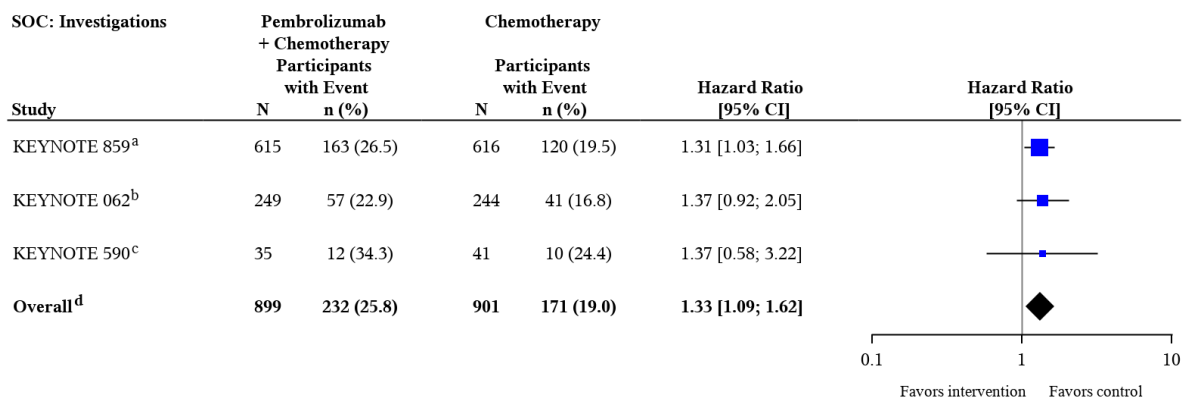 SOC: Investigations Pembrolizumab Chemotherapy
+ Chemotherapy
Participants Participants
with Event with Event Hazard Ratio Hazard Ratio
Study N n (%) N n (%) [95% CI] [95% CI]
KEYNOTE 859a 615 163 (26.5) 616 120 (19.5) 1.31 [1.03; 1.66]
KEYNOTE 062b 249 57 (22.9) 244 41 (16.8) 1.37 [0.92; 2.05]
KEYNOTE 590c 35 12 (34.3) 41 10 (24.4) 1.37 [0.58; 3.22]
Overalld 899 232 (25.8) 901 171 (19.0) 1.33 [1.09; 1.62]
0.1 1 10
Favors intervention Favors control